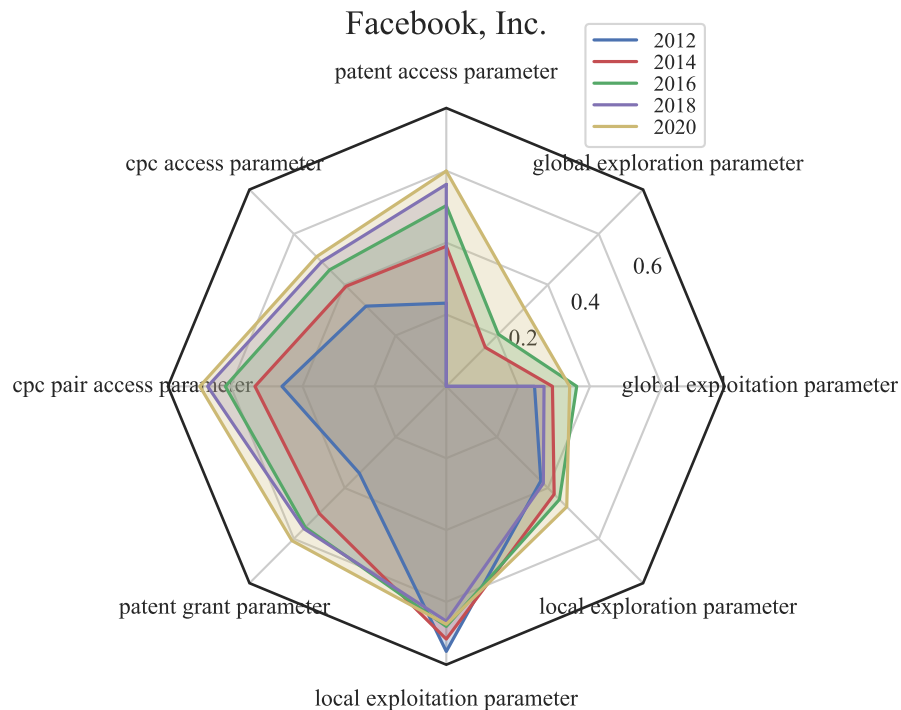 Facebook, Inc.
2012
2014
2016
2018
2020
patent access parameter
cpc access parameter
global exploration parameter
0.6
0.4
0.2
cpc pair access parameter
global exploitation parameter
patent grant parameter
local exploration parameter
local exploitation parameter